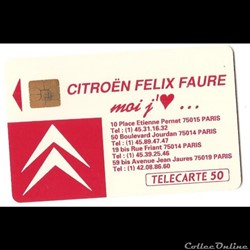 CITROËN FELIX FAURE
moi j'♥...
10 Place Etienne Pernet 75015 PARIS
Tel : (1) 45.31.16.32
50 Boulevard Jourdan 75014 PARIS
Tel : (1) 45.89.47.47
19 bis Rue Friant 75014 PARIS
Tel : (1) 45.39.25.46
59 bis Avenue Jean Jaures 75019 PARIS
Tel : (1) 42.08.86.60
TELECARTE 50
CollecOnline